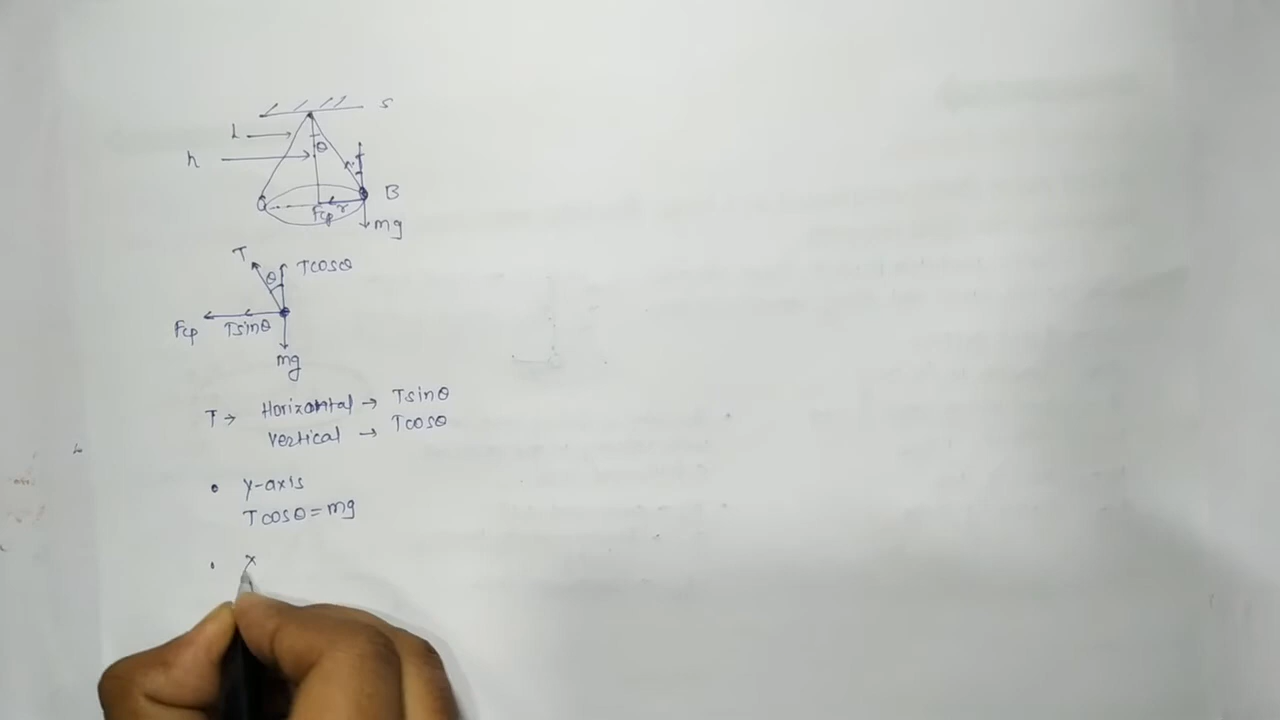 S
L
h
θ
B
Fcp r
mg
T
θ
Tcosθ
Fcp Tsinθ
mg
T → Horizontal → Tsinθ
Vertical → Tcosθ
• y-axis
Tcosθ = mg
• x